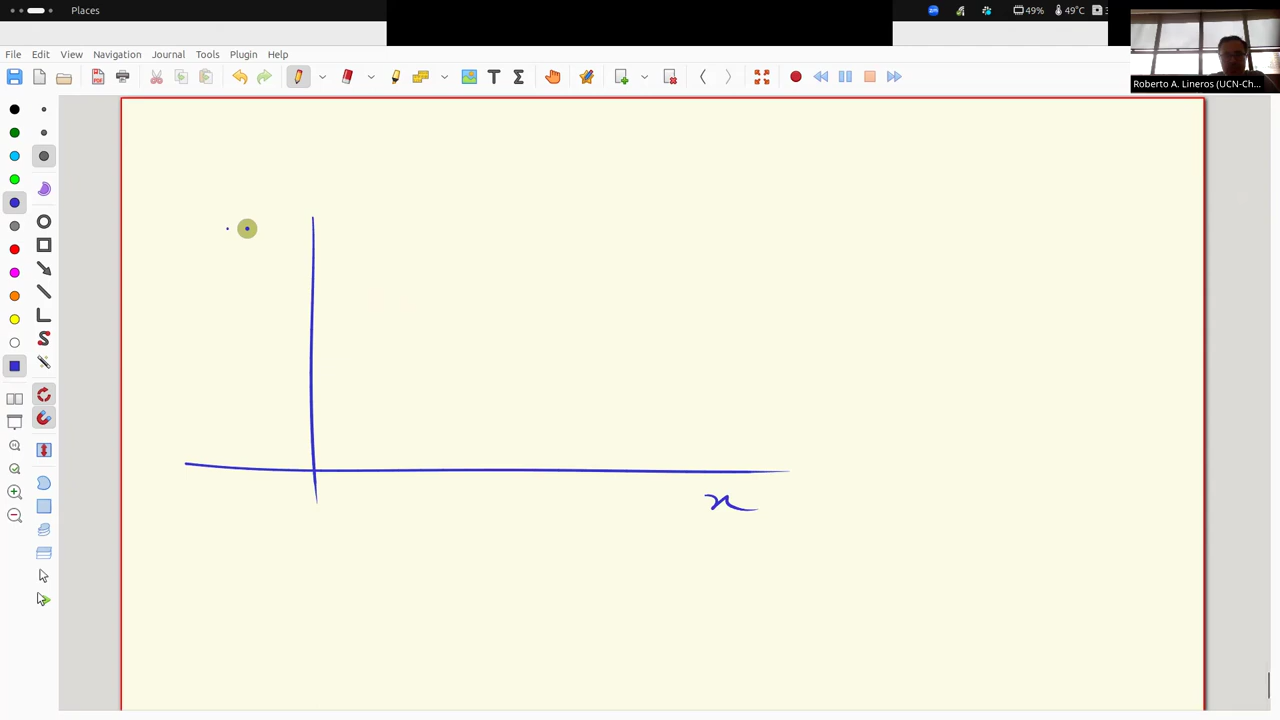 Places
49%
49°C
File Edit View Navigation Journal Tools Plugin Help
Roberto A. Lineros (UCN-Ch...
x